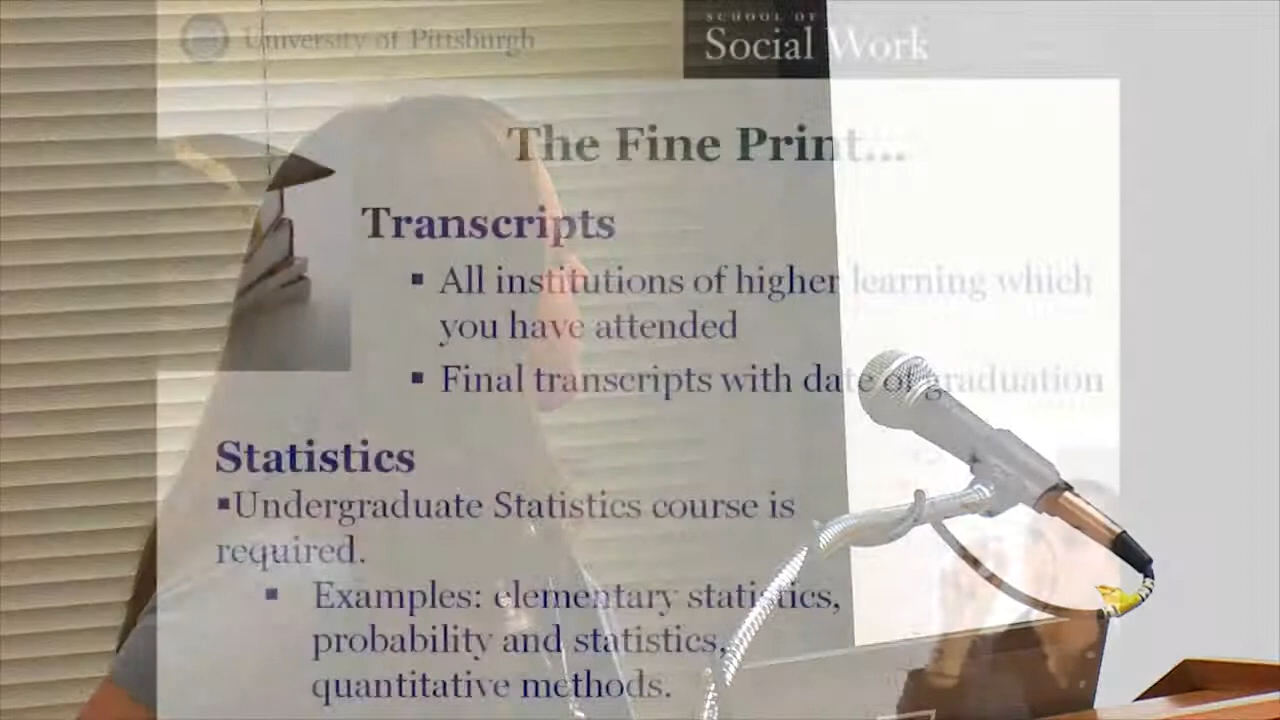 University of Pittsburgh
SCHOOL OF
Social Work
The Fine Print...
Transcripts
▪ All institutions of higher learning which
you have attended
▪ Final transcripts with date of graduation
Statistics
▪Undergraduate Statistics course is
required.
▪ Examples: elementary statistics,
probability and statistics,
quantitative methods.